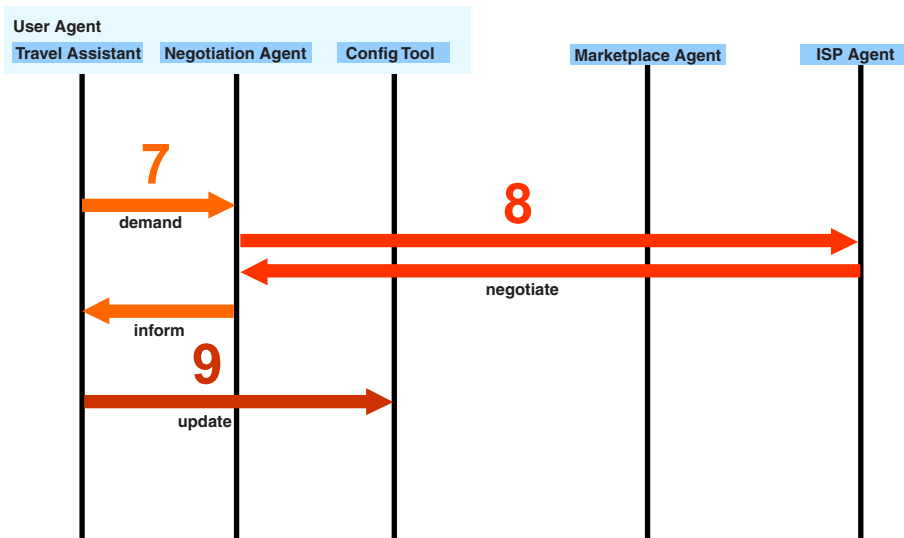 User Agent
Travel Assistant Negotiation Agent Config Tool Marketplace Agent ISP Agent
7
demand
8
negotiate
inform
9
update